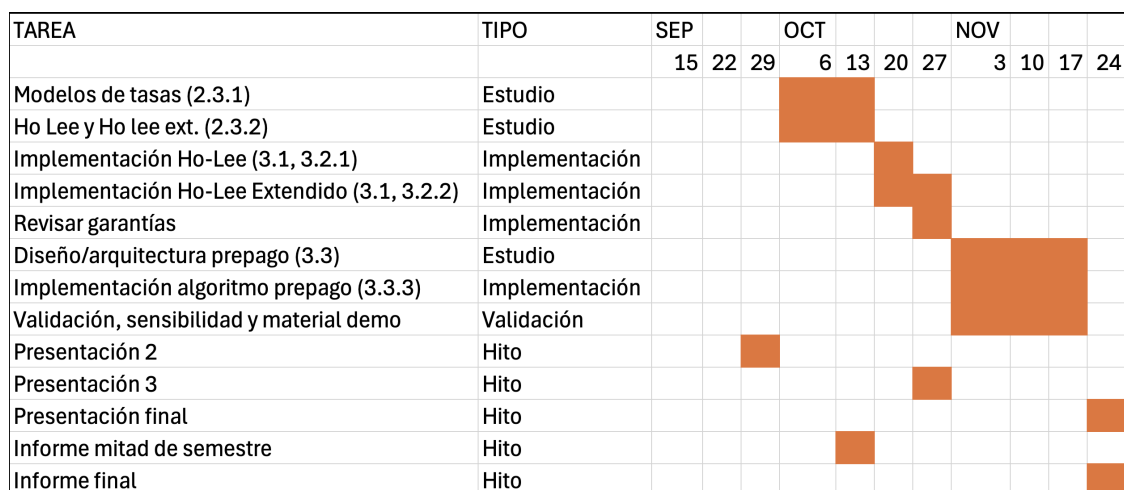 TAREA TIPO SEP OCT NOV
15 22 29 6 13 20 27 3 10 17 24
Modelos de tasas (2.3.1) Estudio
Ho Lee y Ho lee ext. (2.3.2) Estudio
Implementación Ho-Lee (3.1, 3.2.1) Implementación
Implementación Ho-Lee Extendido (3.1, 3.2.2) Implementación
Revisar garantías Implementación
Diseño/arquitectura prepago (3.3) Estudio
Implementación algoritmo prepago (3.3.3) Implementación
Validación, sensibilidad y material demo Validación
Presentación 2 Hito
Presentación 3 Hito
Presentación final Hito
Informe mitad de semestre Hito
Informe final Hito